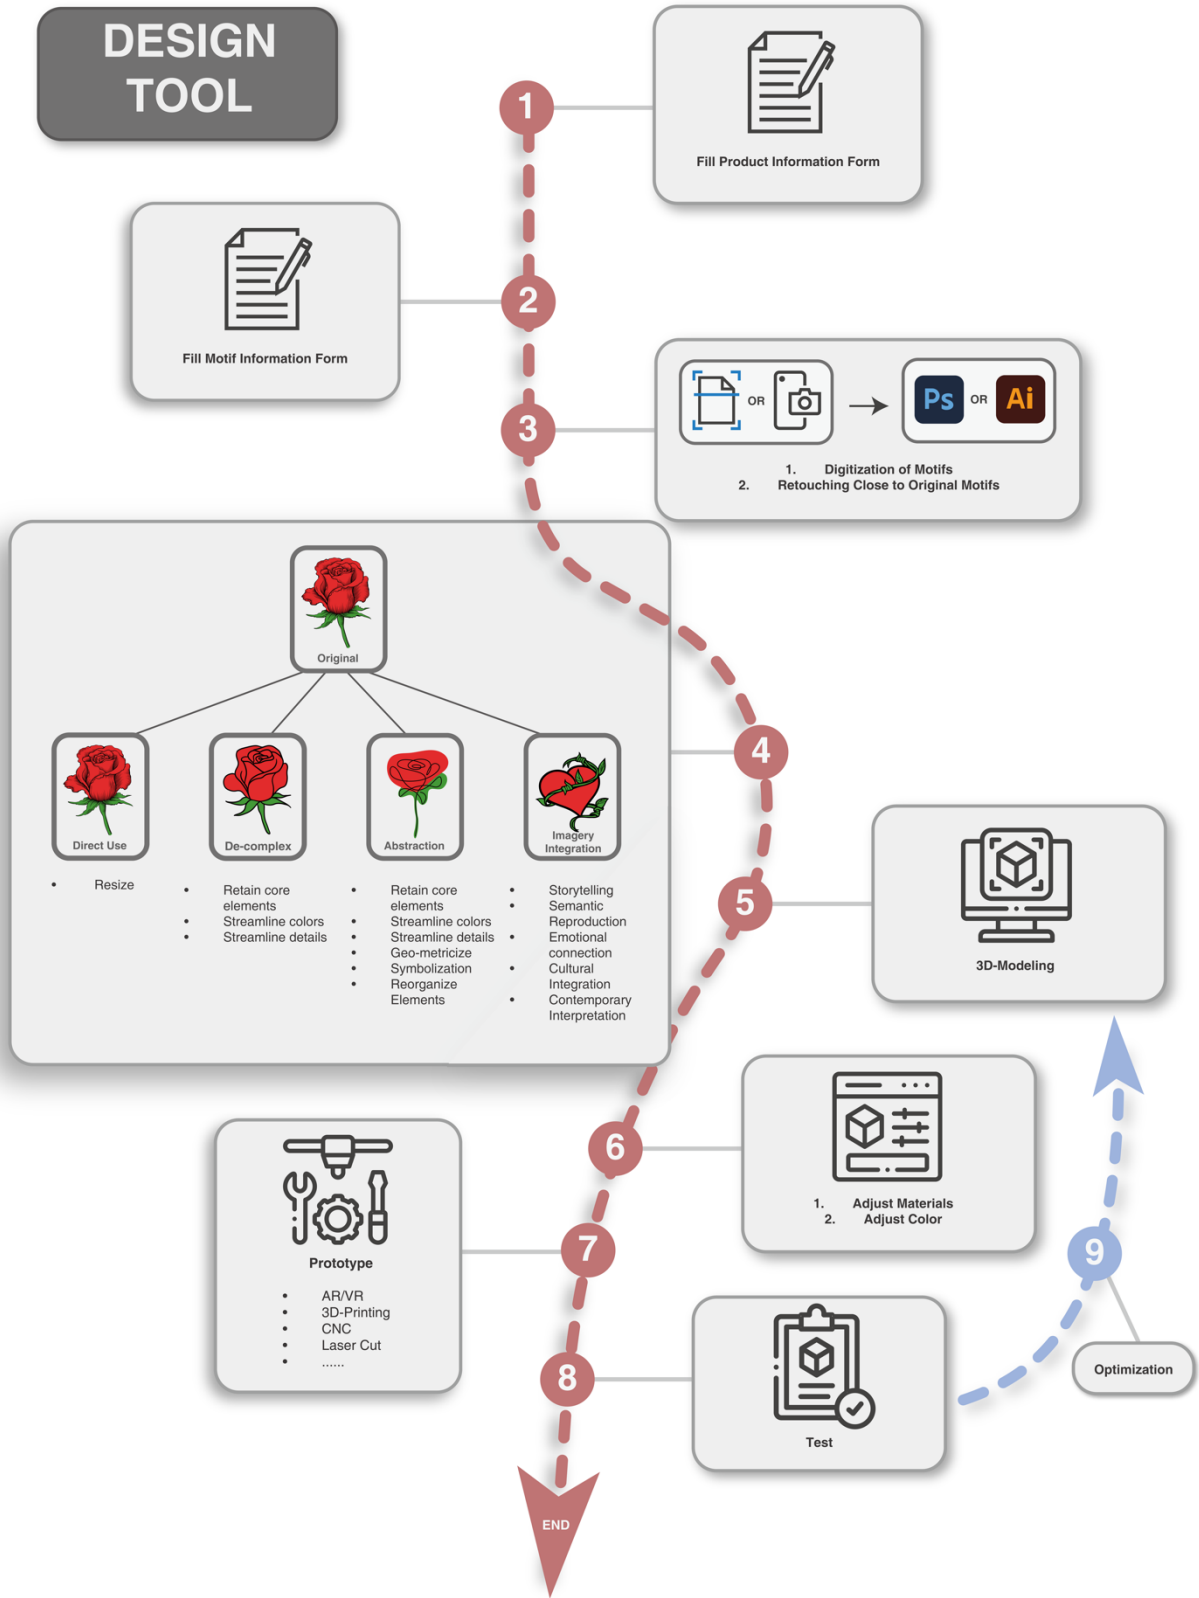 DESIGN
TOOL
1
Fill Product Information Form
2
Fill Motif Information Form
3
OR
Ps
OR
Ai
1. Digitization of Motifs
2. Retouching Close to Original Motifs
Original
4
Direct Use
De-complex
Abstraction
Imagery
Integration
• Resize
• Retain core
elements
• Streamline colors
• Streamline details
• Retain core
elements
• Streamline colors
• Streamline details
• Geo-metricize
• Symbolization
• Reorganize
Elements
• Storytelling
• Semantic
Reproduction
• Emotional
connection
• Cultural
Integration
• Contemporary
Interpretation
5
3D-Modeling
6
1. Adjust Materials
2. Adjust Color
7
Prototype
• AR/VR
• 3D-Printing
• CNC
• Laser Cut
• ......
8
Test
9
Optimization
END